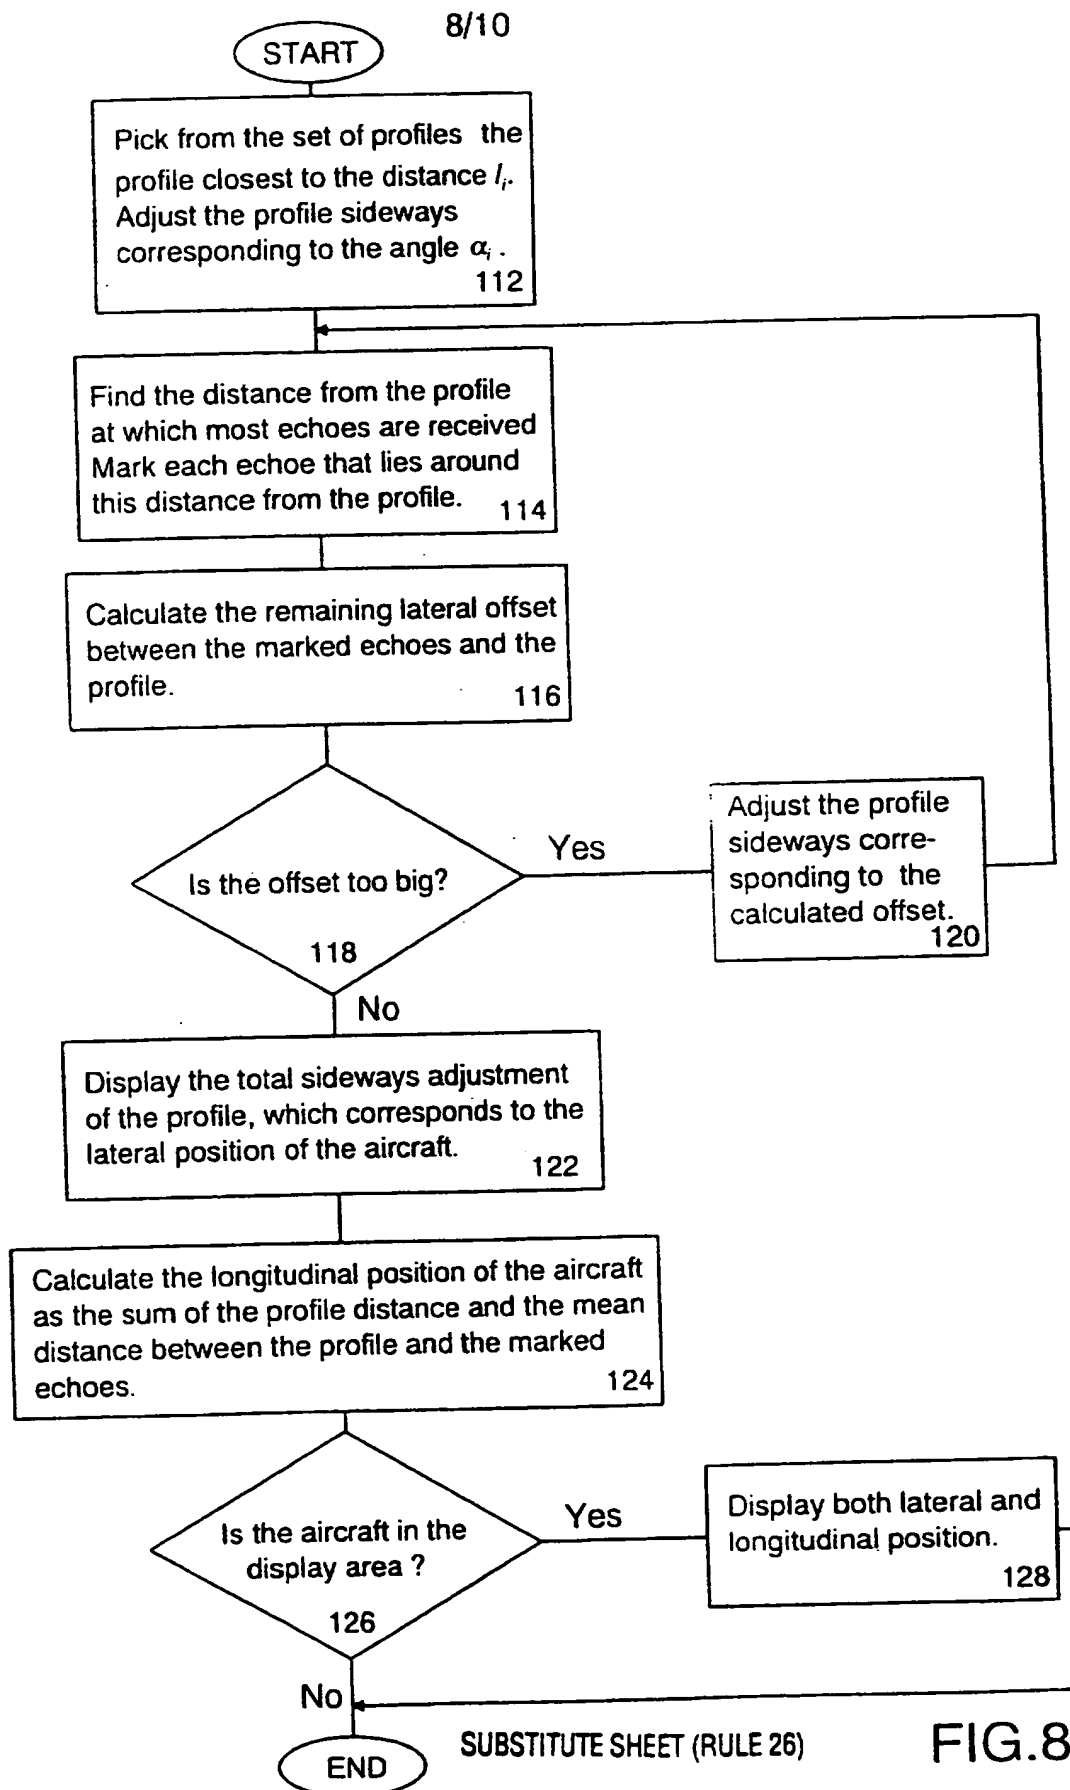 8/10
START
Pick from the set of profiles the
profile closest to the distance lᵢ.
Adjust the profile sideways
corresponding to the angle αᵢ .
112
Find the distance from the profile
at which most echoes are received
Mark each echoe that lies around
this distance from the profile.
114
Calculate the remaining lateral offset
between the marked echoes and the
profile.
116
Is the offset too big?
118
Yes
Adjust the profile
sideways corre-
sponding to the
calculated offset.
120
No
Display the total sideways adjustment
of the profile, which corresponds to the
lateral position of the aircraft.
122
Calculate the longitudinal position of the aircraft
as the sum of the profile distance and the mean
distance between the profile and the marked
echoes.
124
Is the aircraft in the
display area ?
126
Yes
Display both lateral and
longitudinal position.
128
No
END
SUBSTITUTE SHEET (RULE 26)
FIG.8